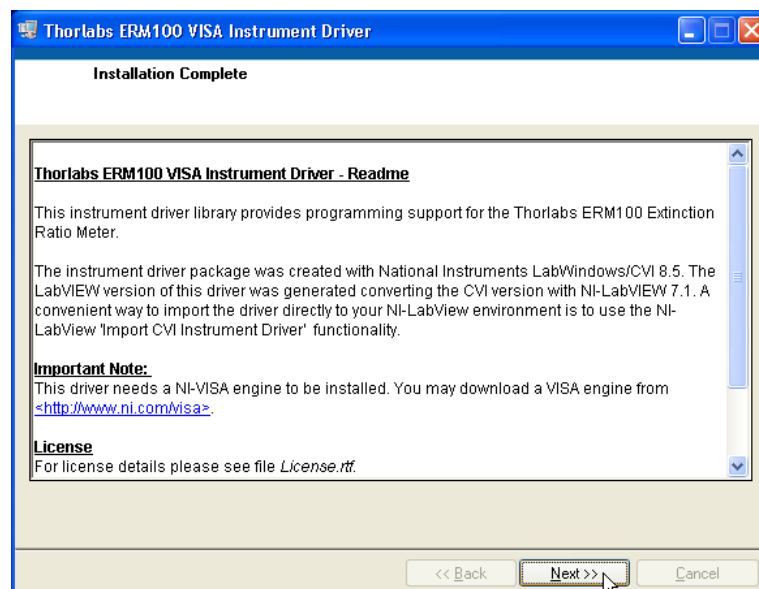 Thorlabs ERM100 VISA Instrument Driver
Installation Complete
Thorlabs ERM100 VISA Instrument Driver - Readme
This instrument driver library provides programming support for the Thorlabs ERM100 Extinction
Ratio Meter.
The instrument driver package was created with National Instruments LabWindows/CVI 8.5. The
LabVIEW version of this driver was generated converting the CVI version with NI-LabVIEW 7.1. A
convenient way to import the driver directly to your NI-LabView environment is to use the NI-
LabView 'Import CVI Instrument Driver' functionality.
Important Note:
This driver needs a NI-VISA engine to be installed. You may download a VISA engine from
<http://www.ni.com/visa>.
License
For license details please see file License.rtf.
<< Back Next >> Cancel